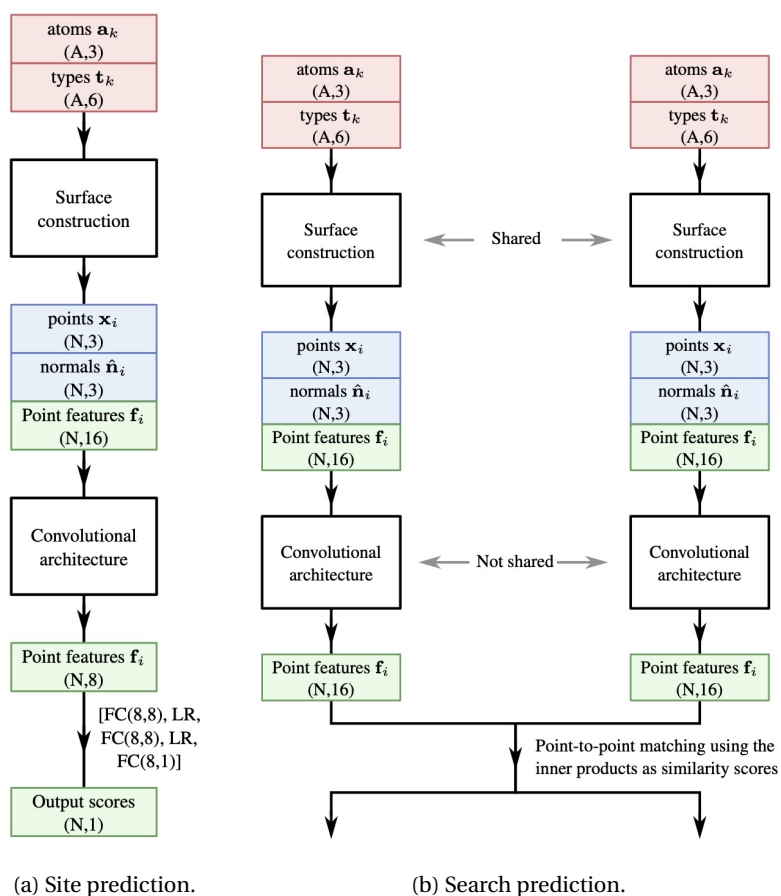 atoms a_k
(A,3)
types t_k
(A,6)
Surface
construction
points x_i
(N,3)
normals n̂_i
(N,3)
Point features f_i
(N,16)
Convolutional
architecture
Point features f_i
(N,8)
[FC(8,8), LR,
FC(8,8), LR,
FC(8,1)]
Output scores
(N,1)
(a) Site prediction.
atoms a_k
(A,3)
types t_k
(A,6)
Surface
construction
points x_i
(N,3)
normals n̂_i
(N,3)
Point features f_i
(N,16)
Convolutional
architecture
Point features f_i
(N,16)
Shared
Not shared
atoms a_k
(A,3)
types t_k
(A,6)
Surface
construction
points x_i
(N,3)
normals n̂_i
(N,3)
Point features f_i
(N,16)
Convolutional
architecture
Point features f_i
(N,16)
Point-to-point matching using the
inner products as similarity scores
(b) Search prediction.